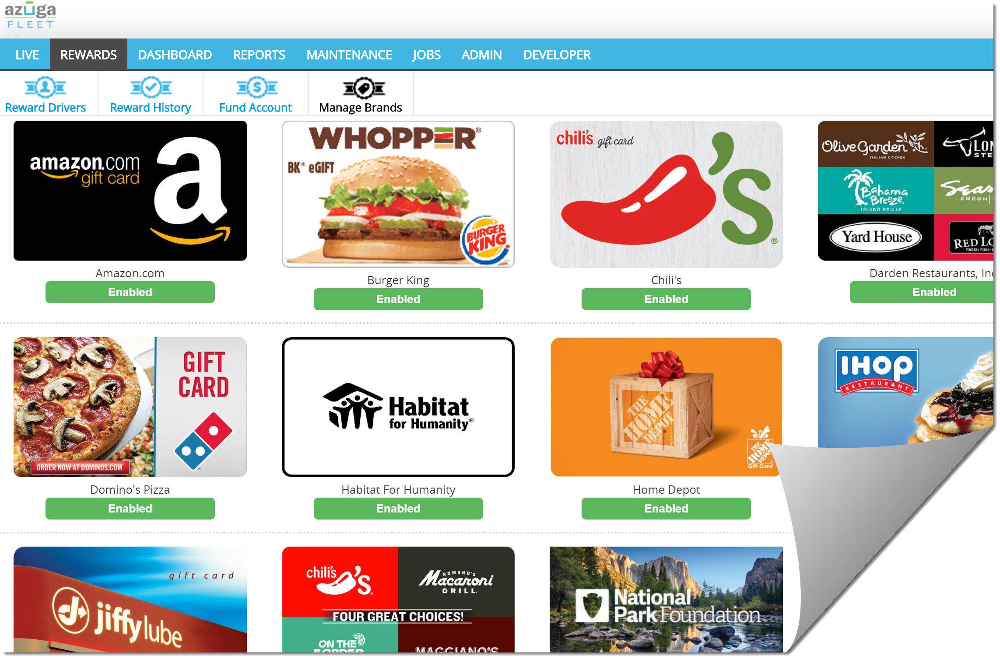 azuga
FLEET
LIVE REWARDS DASHBOARD REPORTS MAINTENANCE JOBS ADMIN DEVELOPER
Reward Drivers Reward History Fund Account Manage Brands
amazon.com
gift card
a
WHOPPER®
BK® eGIFT
BURGER
KING
chili's gift card
's
®
Olive Garden
ITALIAN KITCHEN
LON
STE
Bahama
Breeze
ISLAND GRILLE
Seas
FRESH
Yard House
RED LO
FRESH FISH
Amazon.com
Enabled
Burger King
Enabled
Chili's
Enabled
Darden Restaurants, Inc
Enabled
GIFT
CARD
ORDER NOW AT DOMINOS.COM
Habitat
for Humanity®
THE
HOME
DEPOT
THE
HOME
DEPOT
Gift Card
IHOP
RESTAURANT
Domino's Pizza
Enabled
Habitat For Humanity
Enabled
Home Depot
Enabled
gift card
jiffy lube
chili's
's
ROMANO'S
Macaroni
GRILL
FOUR GREAT CHOICES!
ON THE
BORDER
MAGGIANO'S
National
Park Foundation